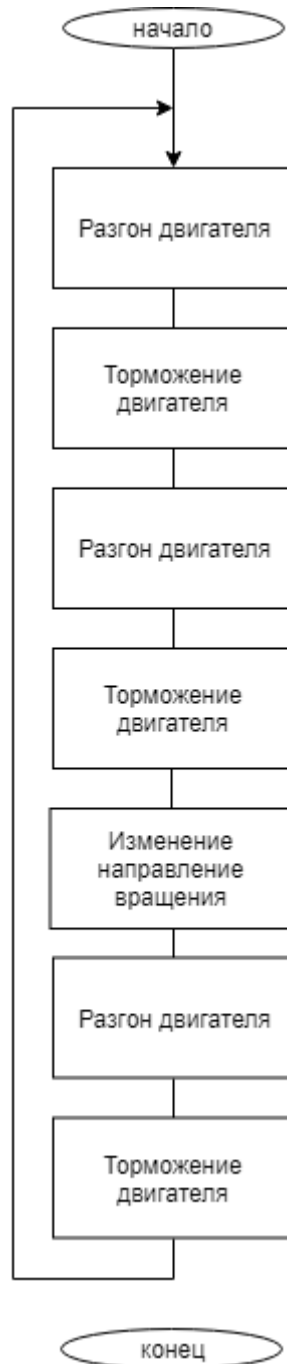 начало
Разгон двигателя
Торможение
двигателя
Разгон двигателя
Торможение
двигателя
Изменение
направление
вращения
Разгон двигателя
Торможение
двигателя
конец